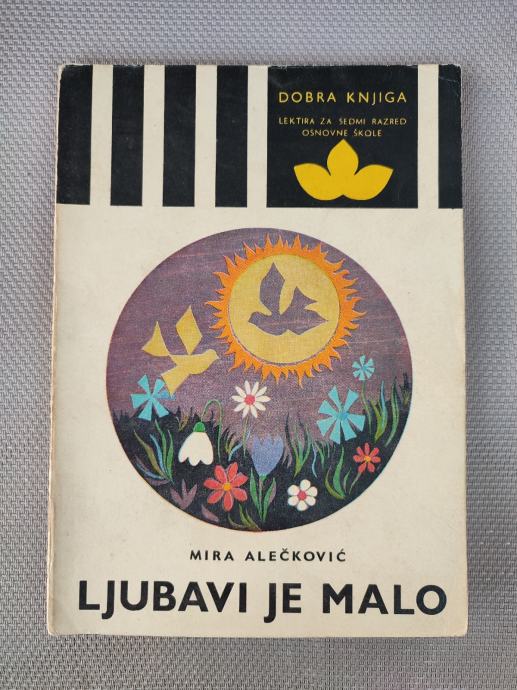 DOBRA KNJIGA
LEKTIRA ZA SEDMI RAZRED
OSNOVNE ŠKOLE
MIRA ALEČKOVIĆ
LJUBAVI JE MALO